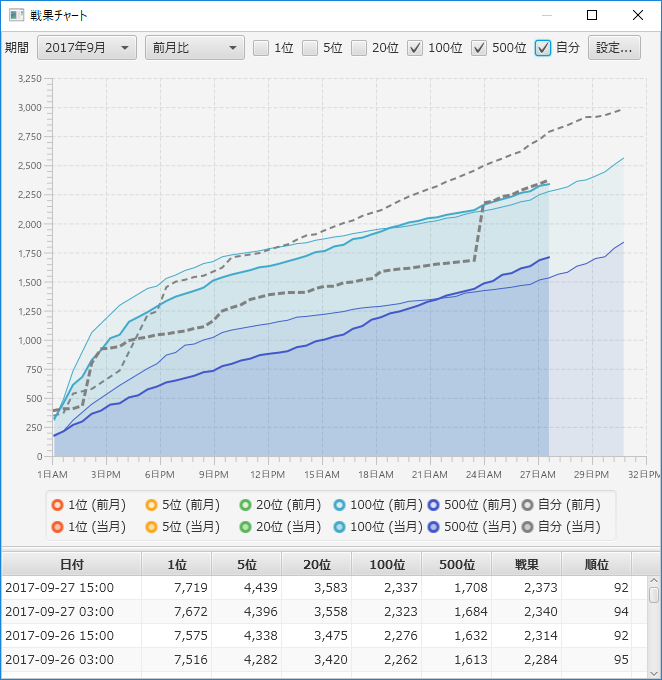 戦果チャート
期間 2017年9月 前月比 1位 5位 20位 100位 500位 自分 設定...
3,250
3,000
2,750
2,500
2,250
2,000
1,750
1,500
1,250
1,000
750
500
250
0
1日AM 3日PM 6日PM 9日PM 12日PM 15日AM 18日AM 21日AM 24日AM 27日AM 29日PM 32日PM
1位 (前月) 5位 (前月) 20位 (前月) 100位 (前月) 500位 (前月) 自分 (前月)
1位 (当月) 5位 (当月) 20位 (当月) 100位 (当月) 500位 (当月) 自分 (当月)
日付 1位 5位 20位 100位 500位 戦果 順位
2017-09-27 15:00 7,719 4,439 3,583 2,337 1,708 2,373 92
2017-09-27 03:00 7,672 4,396 3,558 2,323 1,684 2,340 94
2017-09-26 15:00 7,575 4,338 3,475 2,276 1,632 2,314 92
2017-09-26 03:00 7,516 4,282 3,420 2,262 1,613 2,284 95